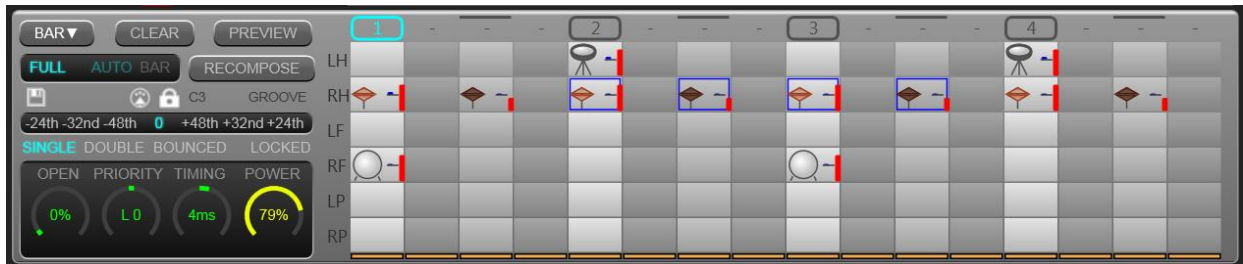 BAR▼ CLEAR PREVIEW
FULL AUTO BAR RECOMPOSE
C3 GROOVE
-24th -32nd -48th 0 +48th +32nd +24th
SINGLE DOUBLE BOUNCED LOCKED
OPEN PRIORITY TIMING POWER
0% L 0 4ms 79%
1 - - - 2 - - - 3 - - - 4 - - -
LH
RH
LF
RF
LP
RP